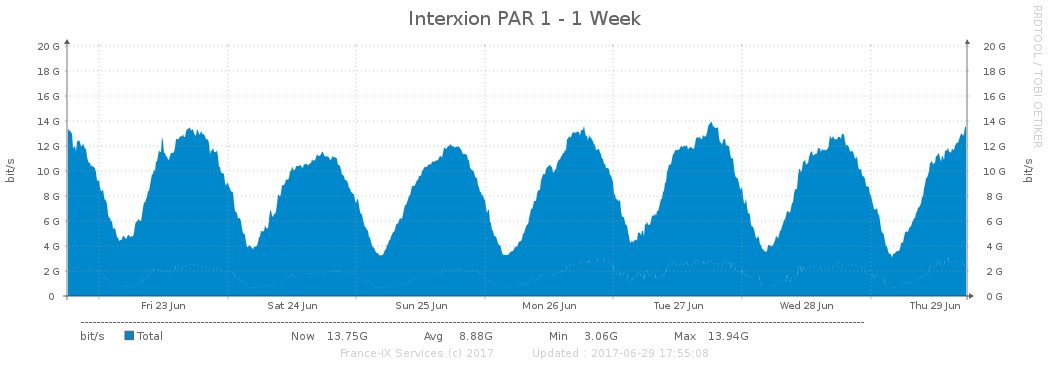 Interxion PAR 1 - 1 Week
RRDTOOL / TOBI OETIKER
bit/s
20 G 20 G
18 G 18 G
16 G 16 G
14 G 14 G
12 G 12 G
10 G 10 G
8 G 8 G
6 G 6 G
4 G 4 G
2 G 2 G
0 0 G
bit/s
Fri 23 Jun Sat 24 Jun Sun 25 Jun Mon 26 Jun Tue 27 Jun Wed 28 Jun Thu 29 Jun
bit/s Total Now 13.75G Avg 8.88G Min 3.06G Max 13.94G
France-IX Services (c) 2017 Updated : 2017-06-29 17:55:08